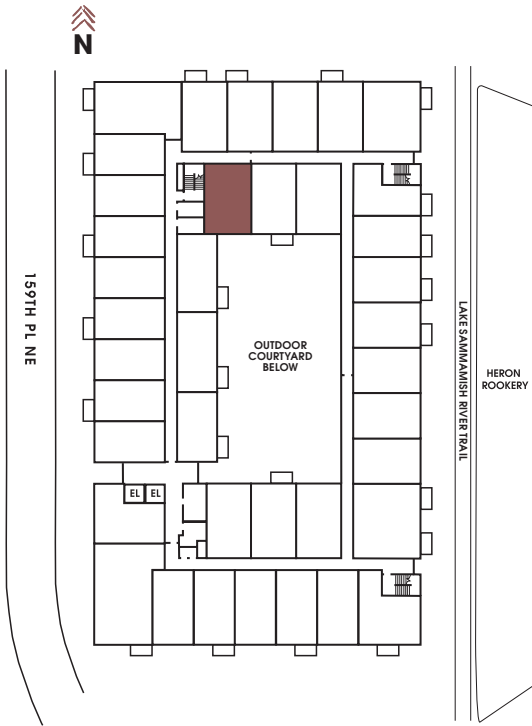 N
159TH PL NE
OUTDOOR
COURTYARD
BELOW
LAKE SAMMAMISH RIVER TRAIL
HERON
ROOKERY
EL EL